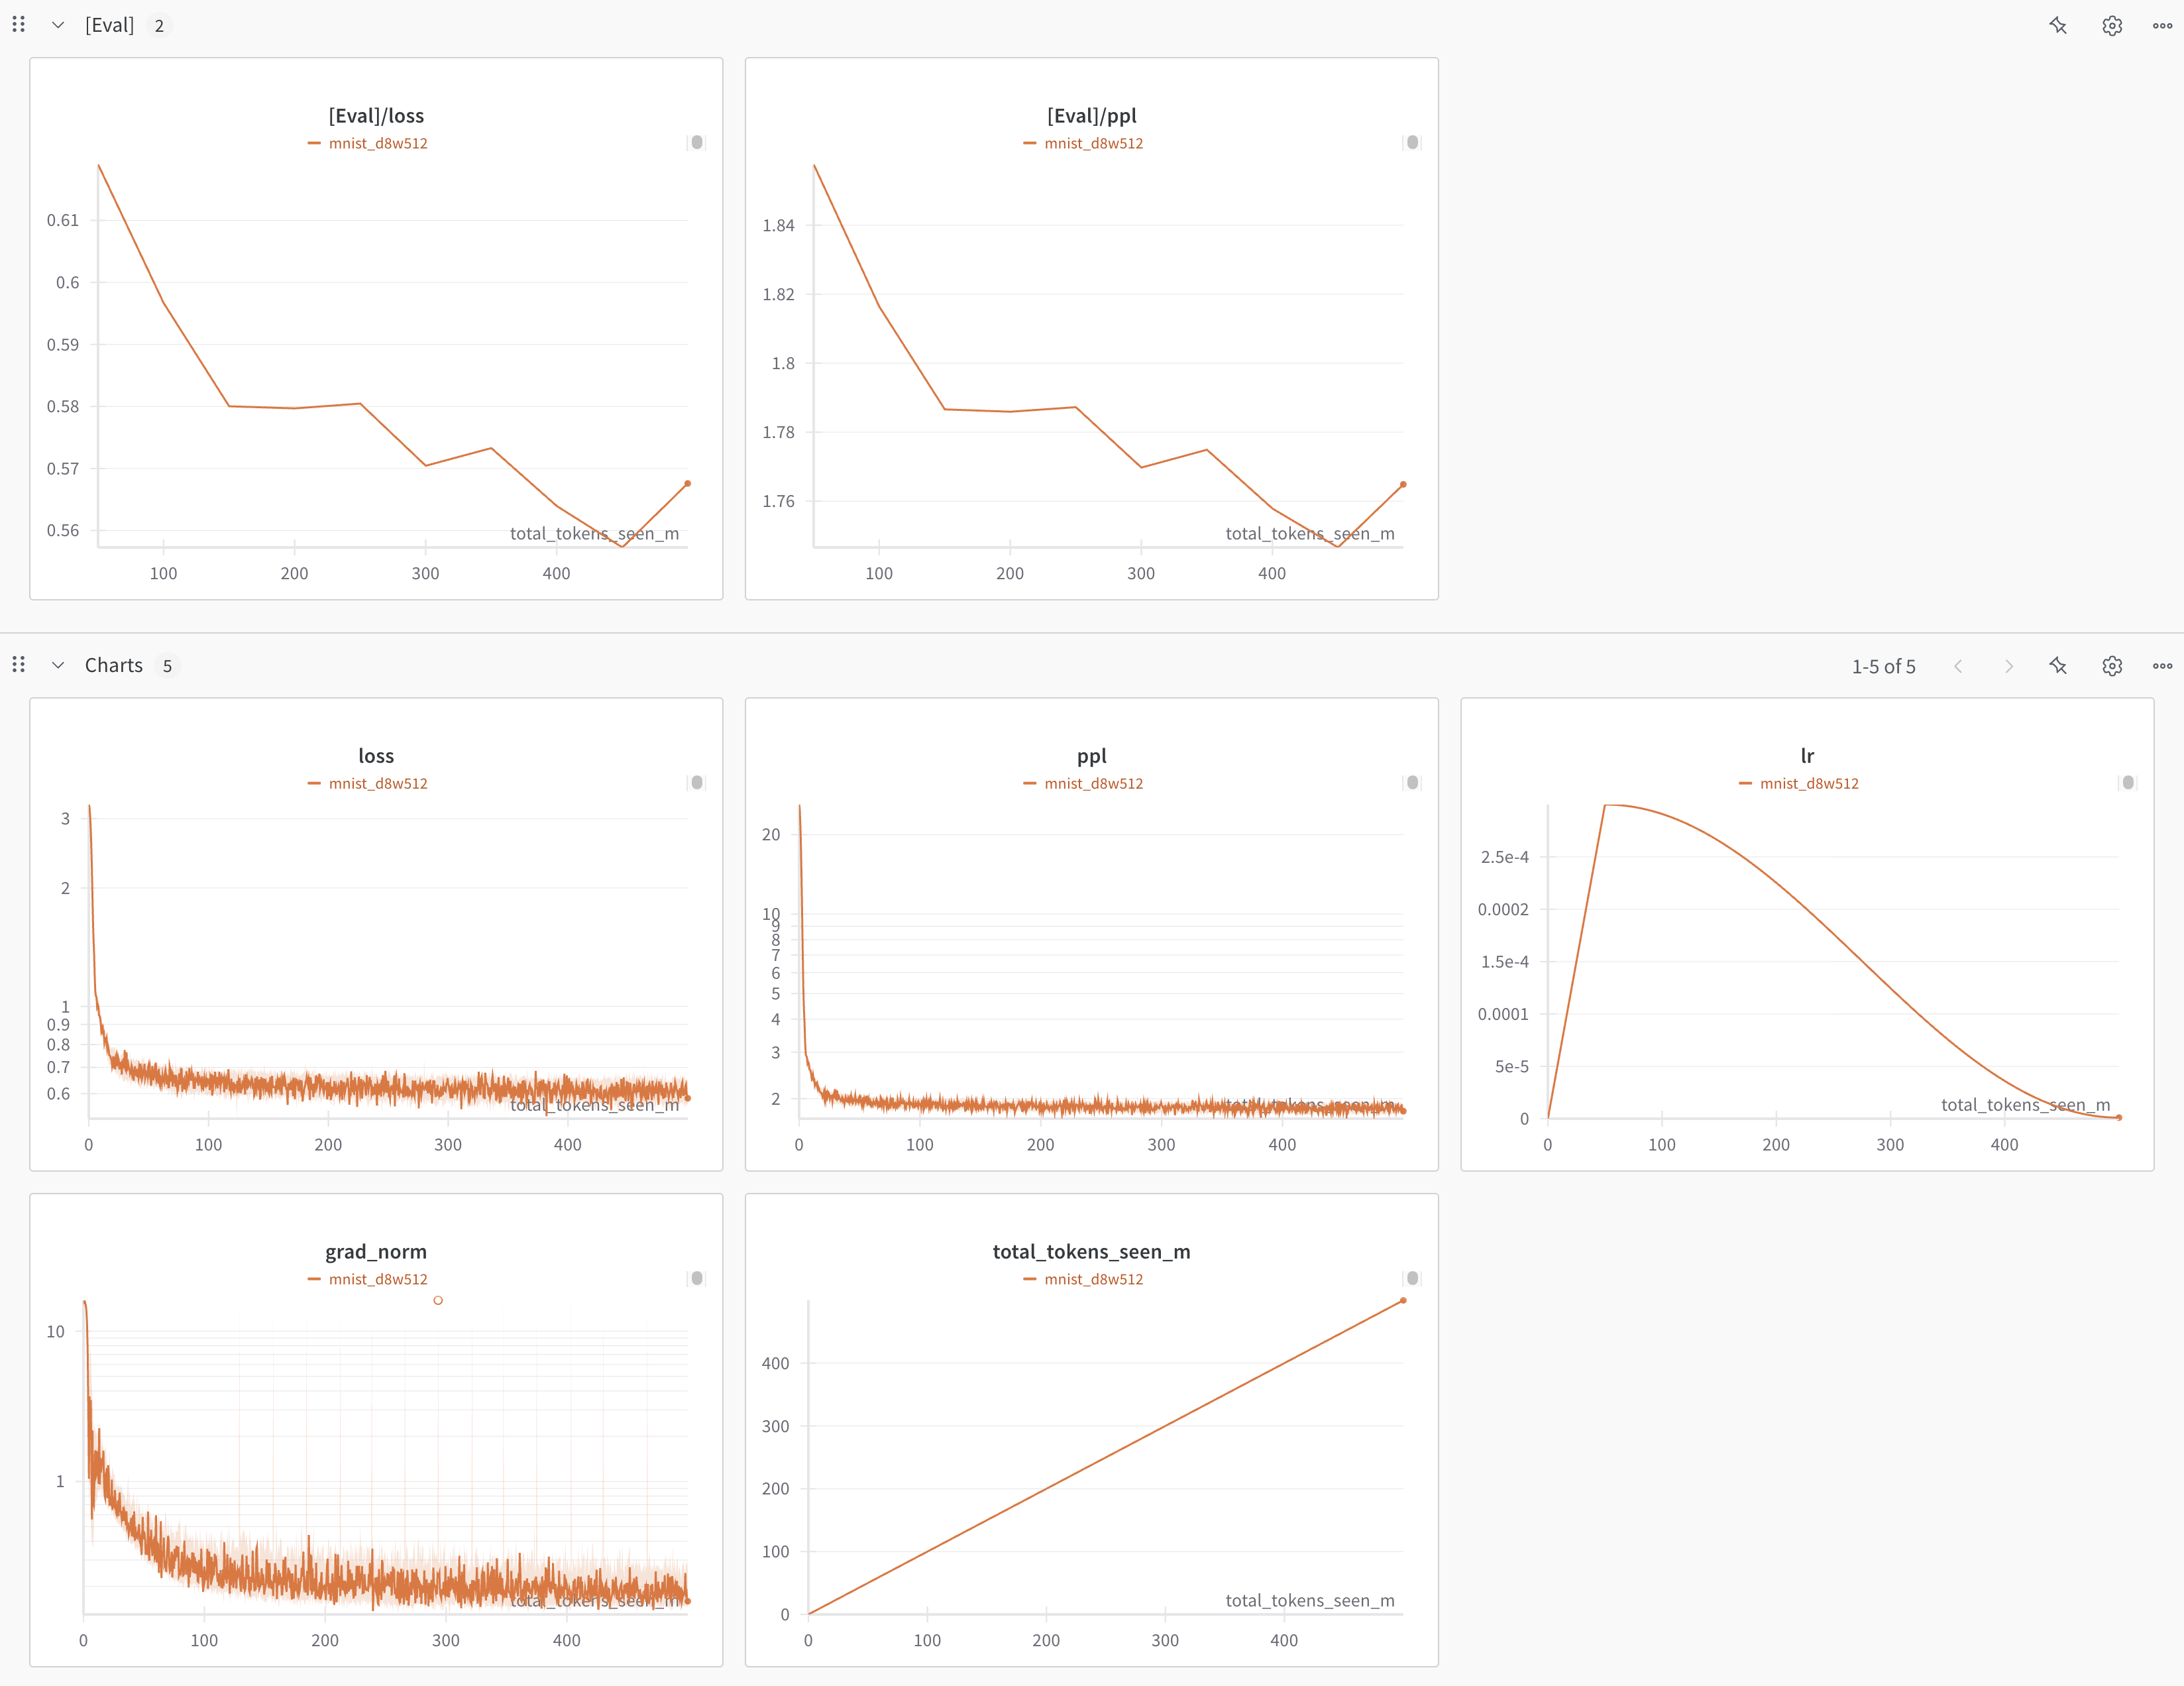 [Eval] 2
[Eval]/loss
mnist_d8w512
0.61
0.6
0.59
0.58
0.57
0.56
total_tokens_seen_m
100 200 300 400
[Eval]/ppl
mnist_d8w512
1.84
1.82
1.8
1.78
1.76
total_tokens_seen_m
100 200 300 400
Charts 5
1-5 of 5
loss
mnist_d8w512
3
2
1
0.9
0.8
0.7
0.6
total_tokens_seen_m
0 100 200 300 400
ppl
mnist_d8w512
20
10
9
8
7
6
5
4
3
2
total_tokens_seen_m
0 100 200 300 400
lr
mnist_d8w512
2.5e-4
0.0002
1.5e-4
0.0001
5e-5
0
total_tokens_seen_m
0 100 200 300 400
grad_norm
mnist_d8w512
10
1
total_tokens_seen_m
0 100 200 300 400
total_tokens_seen_m
mnist_d8w512
400
300
200
100
0
total_tokens_seen_m
0 100 200 300 400